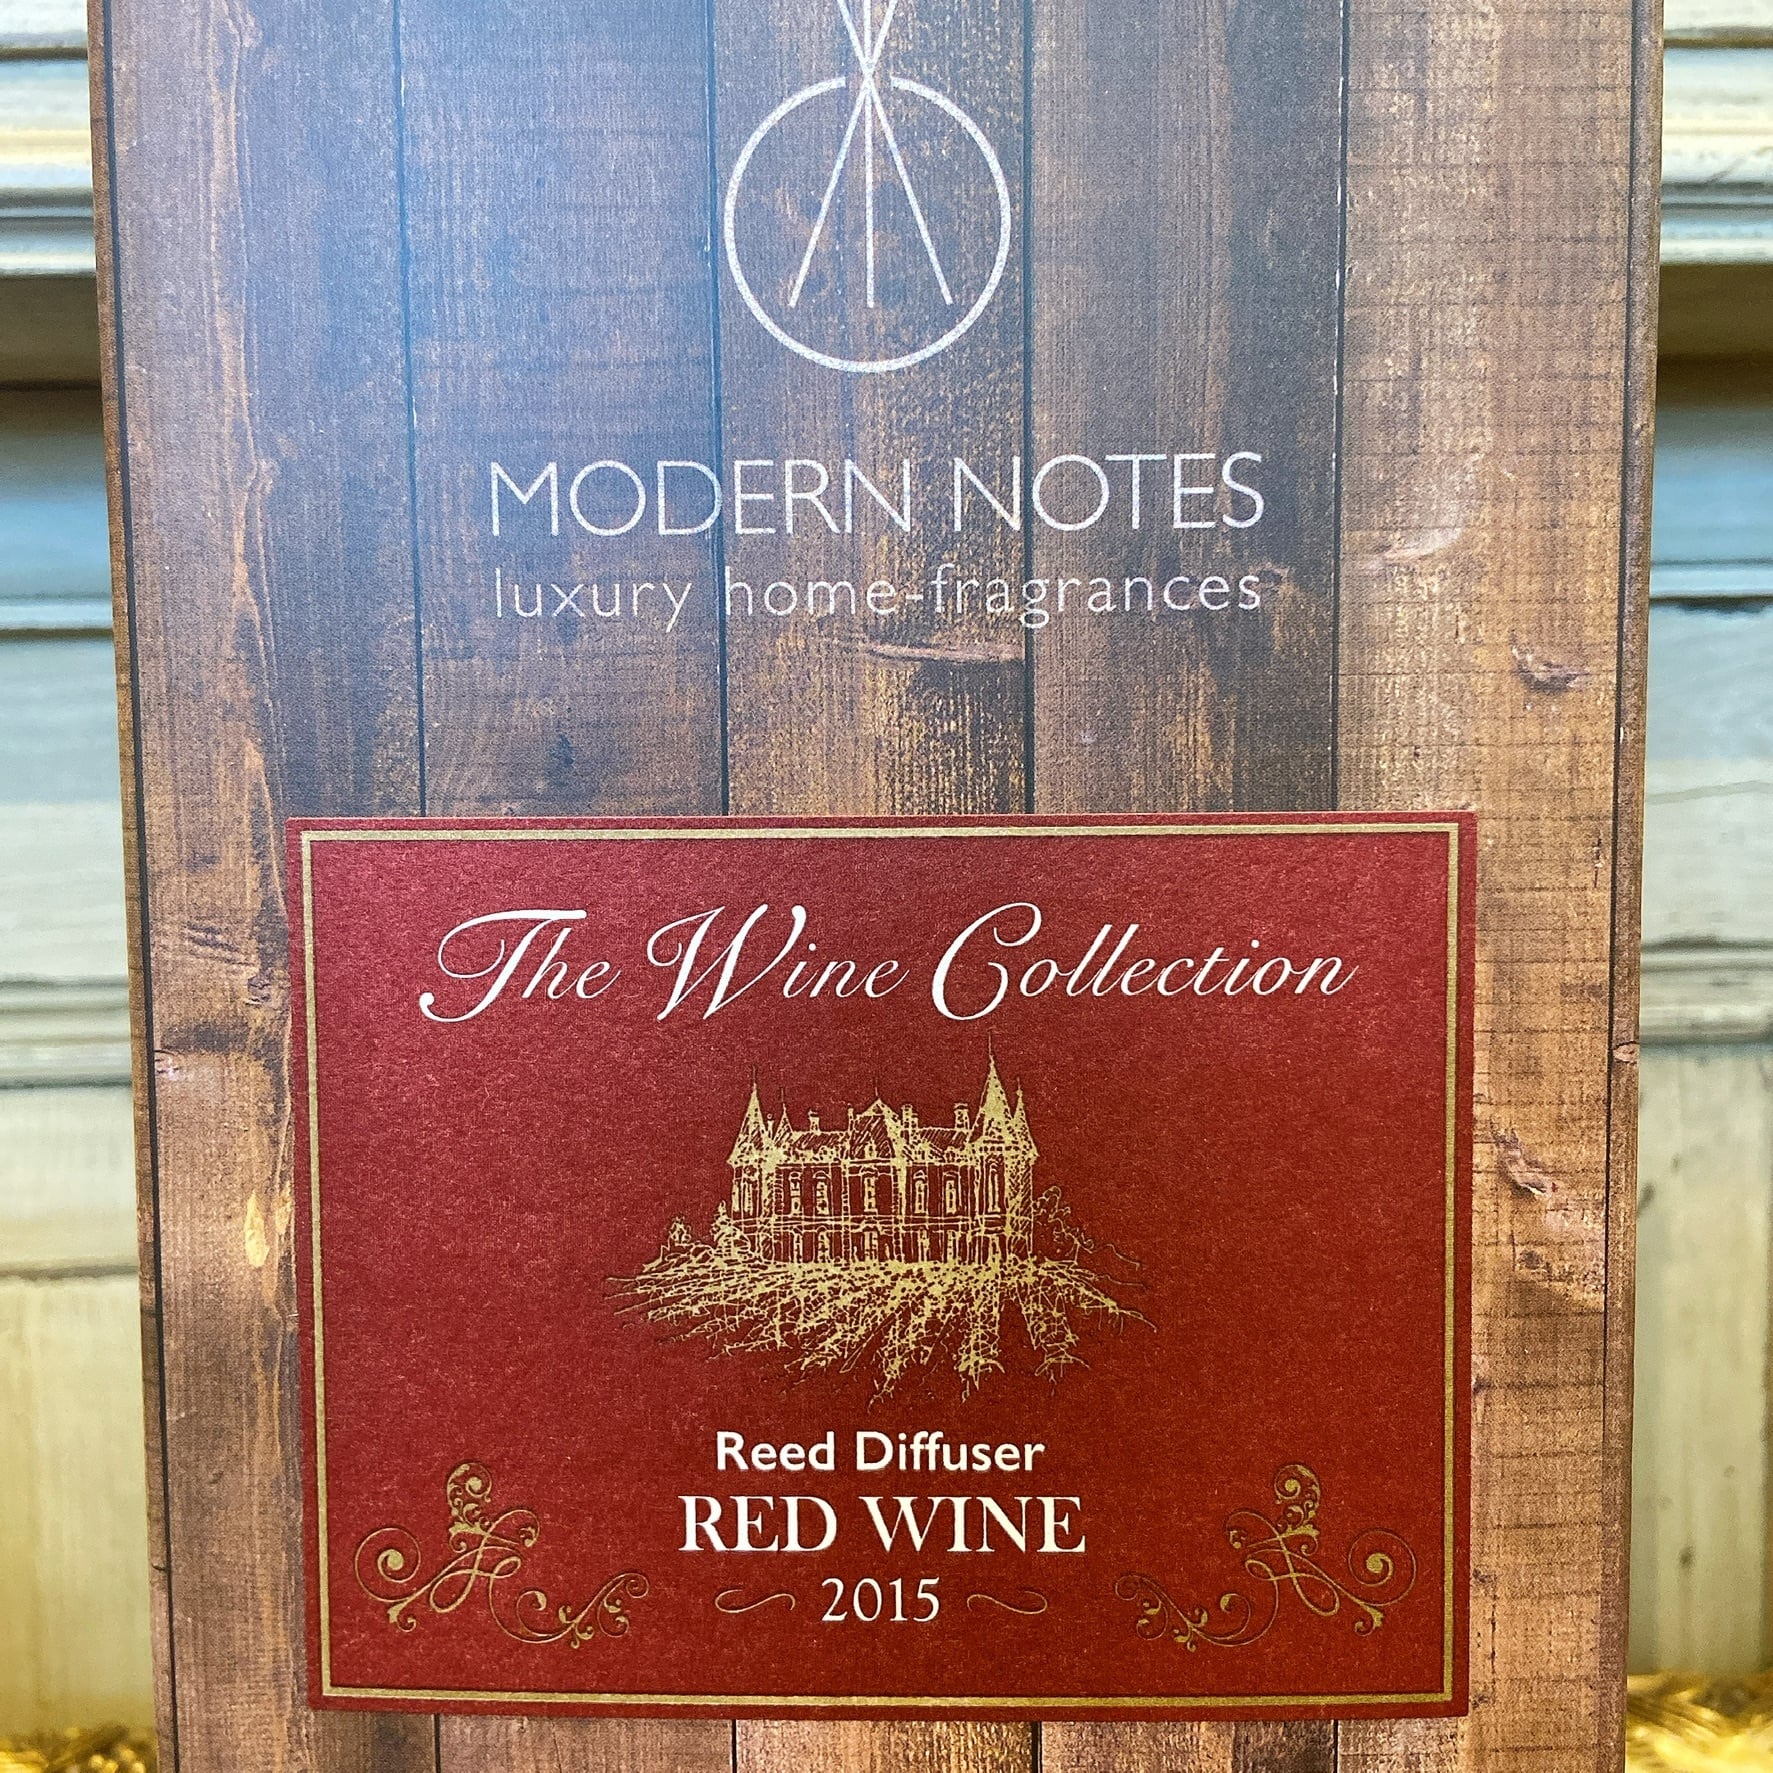 MODERN NOTES
luxury home-fragrances
The Wine Collection
Reed Diffuser
RED WINE
2015